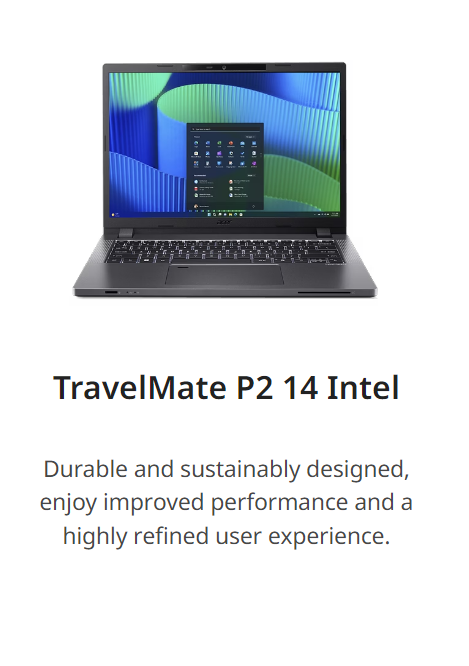 TravelMate P2 14 Intel
Durable and sustainably designed,
enjoy improved performance and a
highly refined user experience.